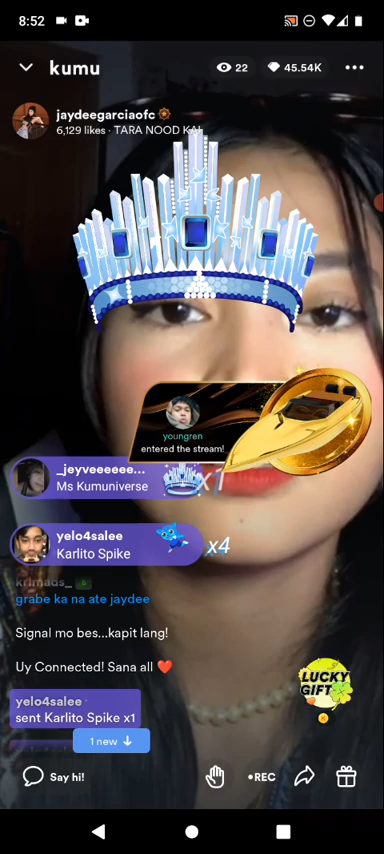 8:52
kumu
22
45.54K
jaydeegarciaofc
6,129 likes · TARA NOOD KA!
youngren
entered the stream!
_jeyveeeeee...
Ms Kumuniverse
x1
yelo4salee
Karlito Spike
x4
krimads_
grabe ka na ate jaydee
Signal mo bes...kapit lang!
Uy Connected! Sana all ❤️
LUCKY
GIFT
yelo4salee
sent Karlito Spike x1
1 new ↓
Say hi!
•REC